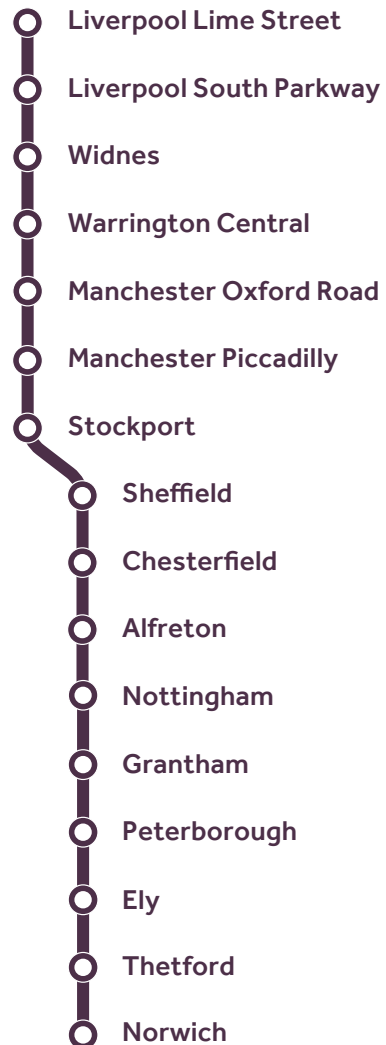 Liverpool Lime Street
Liverpool South Parkway
Widnes
Warrington Central
Manchester Oxford Road
Manchester Piccadilly
Stockport
Sheffield
Chesterfield
Alfreton
Nottingham
Grantham
Peterborough
Ely
Thetford
Norwich